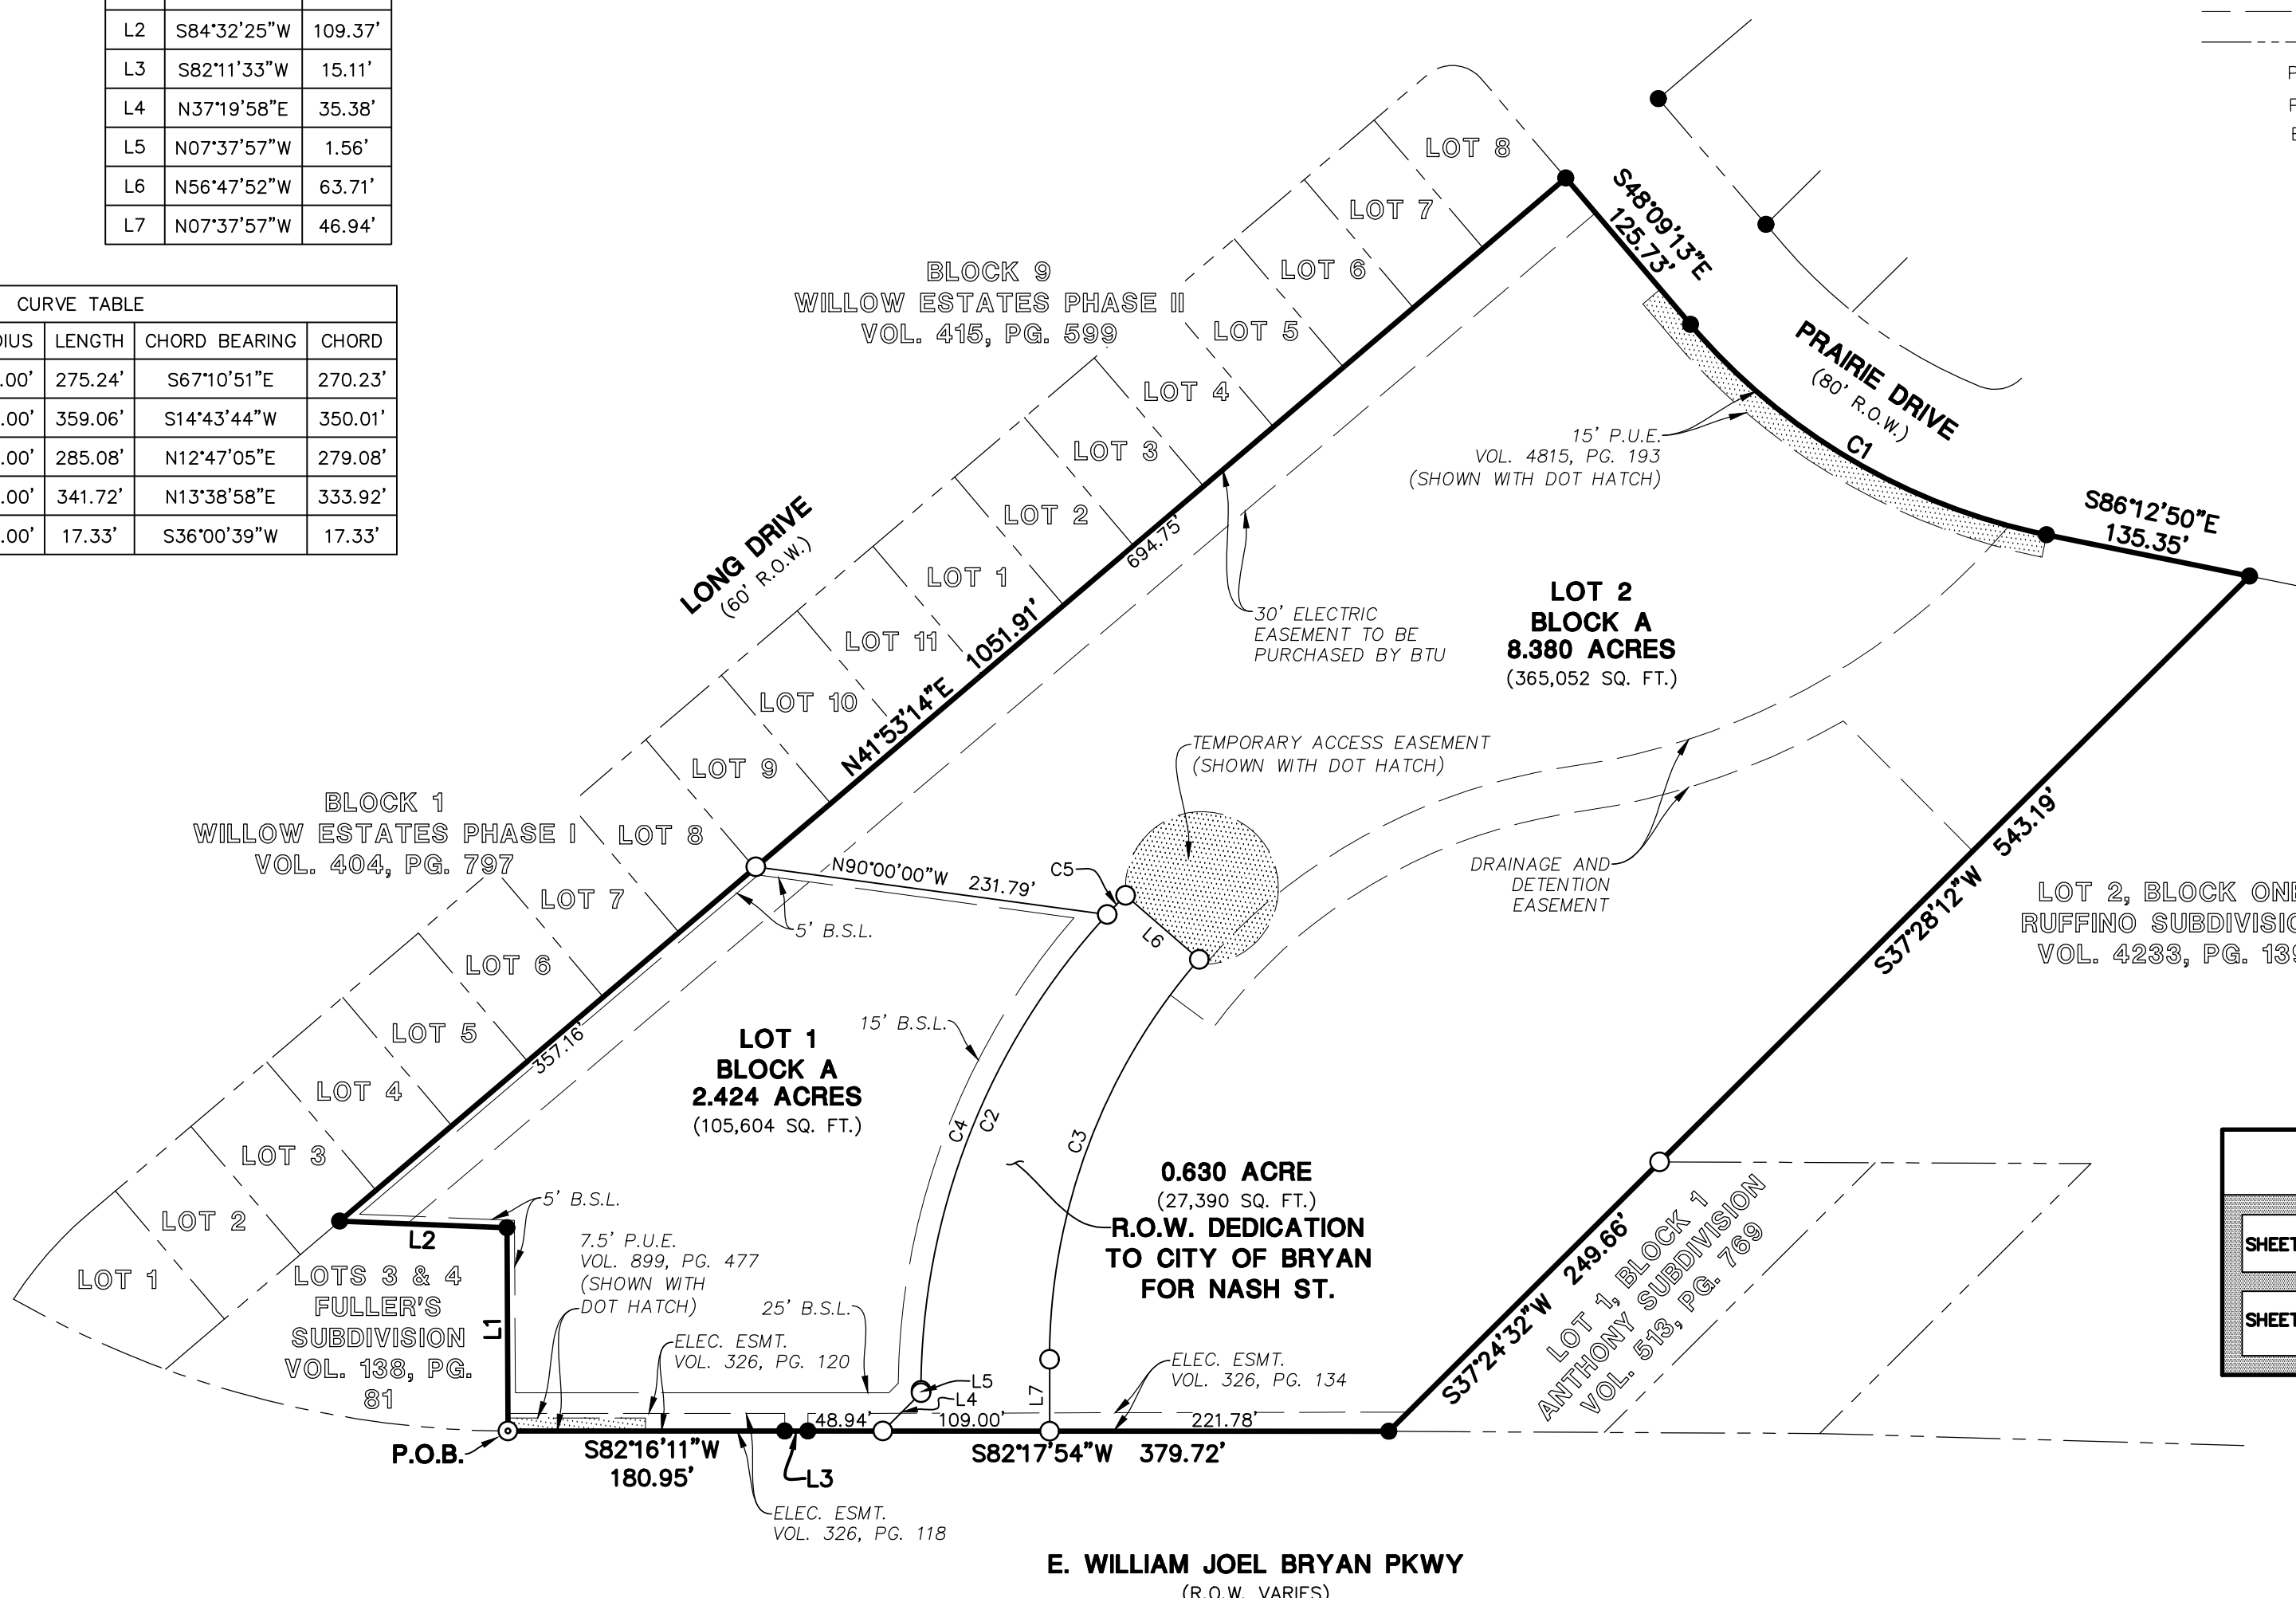 L2 S84°32'25"W 109.37'
L3 S82°11'33"W 15.11'
L4 N37°19'58"E 35.38'
L5 N07°37'57"W 1.56'
L6 N56°47'52"W 63.71'
L7 N07°37'57"W 46.94'
CURVE TABLE
DIUS LENGTH CHORD BEARING CHORD
.00' 275.24' S67°10'51"E 270.23'
.00' 359.06' S14°43'44"W 350.01'
.00' 285.08' N12°47'05"E 279.08'
.00' 341.72' N13°38'58"E 333.92'
.00' 17.33' S36°00'39"W 17.33'
LOT 8
LOT 7
LOT 6
LOT 5
LOT 4
LOT 3
LOT 2
LOT 1
LOT 11
LOT 10
LOT 9
LOT 8
LOT 7
LOT 6
LOT 5
LOT 4
LOT 3
LOT 2
LOT 1
BLOCK 9
WILLOW ESTATES PHASE II
VOL. 415, PG. 599
BLOCK 1
WILLOW ESTATES PHASE I
VOL. 404, PG. 797
LONG DRIVE
(60' R.O.W.)
N41°53'14"E 1051.91'
694.75'
357.16'
S48°09'13"E
125.73'
PRAIRIE DRIVE
(80' R.O.W.)
C1
15' P.U.E.
VOL. 4815, PG. 193
(SHOWN WITH DOT HATCH)
S86°12'50"E
135.35'
30' ELECTRIC
EASEMENT TO BE
PURCHASED BY BTU
LOT 2
BLOCK A
8.380 ACRES
(365,052 SQ. FT.)
TEMPORARY ACCESS EASEMENT
(SHOWN WITH DOT HATCH)
DRAINAGE AND
DETENTION
EASEMENT
S37°28'12"W 543.19'
LOT 2, BLOCK ONE
RUFFINO SUBDIVISIO
VOL. 4233, PG. 139
N90°00'00"W 231.79'
C5
L6
5' B.S.L.
15' B.S.L.
LOT 1
BLOCK A
2.424 ACRES
(105,604 SQ. FT.)
C4
C2
C3
0.630 ACRE
(27,390 SQ. FT.)
R.O.W. DEDICATION
TO CITY OF BRYAN
FOR NASH ST.
S37°24'32"W 249.66'
LOT 1, BLOCK 1
ANTHONY SUBDIVISION
VOL. 513, PG. 769
SHEET
SHEET
L2
5' B.S.L.
L1
LOTS 3 & 4
FULLER'S
SUBDIVISION
VOL. 138, PG.
81
7.5' P.U.E.
VOL. 899, PG. 477
(SHOWN WITH
DOT HATCH)
25' B.S.L.
ELEC. ESMT.
VOL. 326, PG. 120
L5
L4
L7
ELEC. ESMT.
VOL. 326, PG. 134
48.94'
109.00'
221.78'
P.O.B.
S82°16'11"W
180.95'
L3
S82°17'54"W 379.72'
ELEC. ESMT.
VOL. 326, PG. 118
E. WILLIAM JOEL BRYAN PKWY
(R.O.W. VARIES)